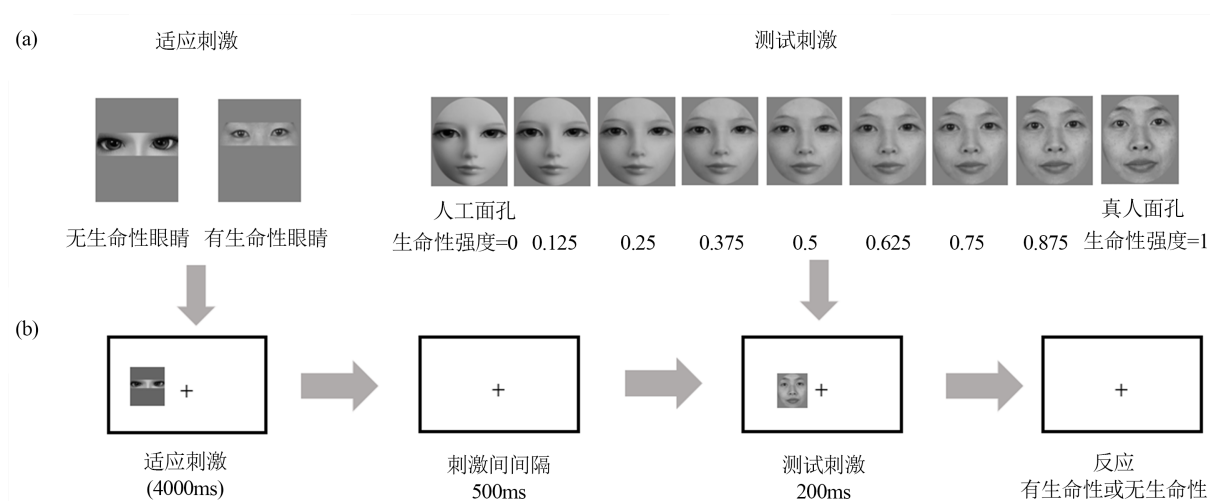 (a)
适应刺激
测试刺激
无生命性眼睛 有生命性眼睛
人工面孔
生命性强度=0 0.125 0.25 0.375 0.5 0.625 0.75 0.875
真人面孔
生命性强度=1
(b)
+
+
+
+
适应刺激
(4000ms)
刺激间间隔
500ms
测试刺激
200ms
反应
有生命性或无生命性